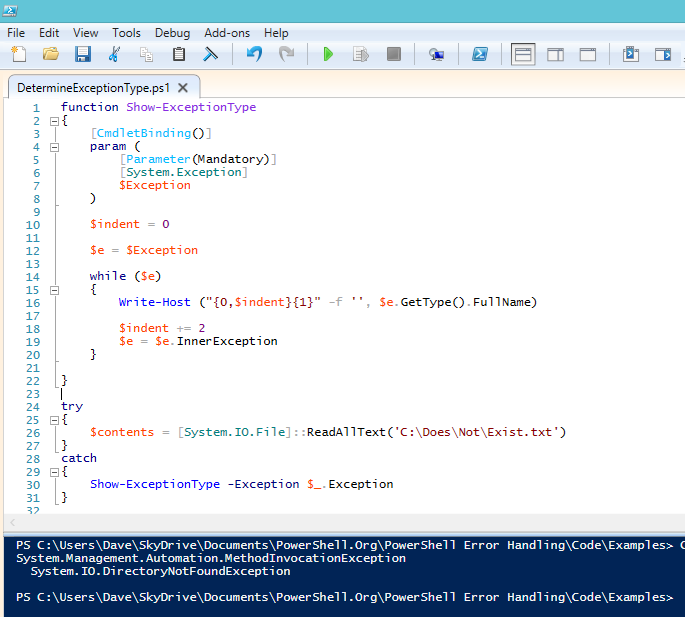 File Edit View Tools Debug Add-ons Help
DetermineExceptionType.ps1
1 function Show-ExceptionType
2 {
3 [CmdletBinding()]
4 param (
5 [Parameter(Mandatory)]
6 [System.Exception]
7 $Exception
8 )
9
10 $indent = 0
11
12 $e = $Exception
13
14 while ($e)
15 {
16 Write-Host ("{0,$indent}{1}" -f '', $e.GetType().FullName)
17
18 $indent += 2
19 $e = $e.InnerException
20 }
21
22 }
23
24 try
25 {
26 $contents = [System.IO.File]::ReadAllText('C:\Does\Not\Exist.txt')
27 }
28 catch
29 {
30 Show-ExceptionType -Exception $_.Exception
31 }
32
PS C:\Users\Dave\SkyDrive\Documents\PowerShell.Org\PowerShell Error Handling\Code\Examples>
System.Management.Automation.MethodInvocationException
System.IO.DirectoryNotFoundException
PS C:\Users\Dave\SkyDrive\Documents\PowerShell.Org\PowerShell Error Handling\Code\Examples>